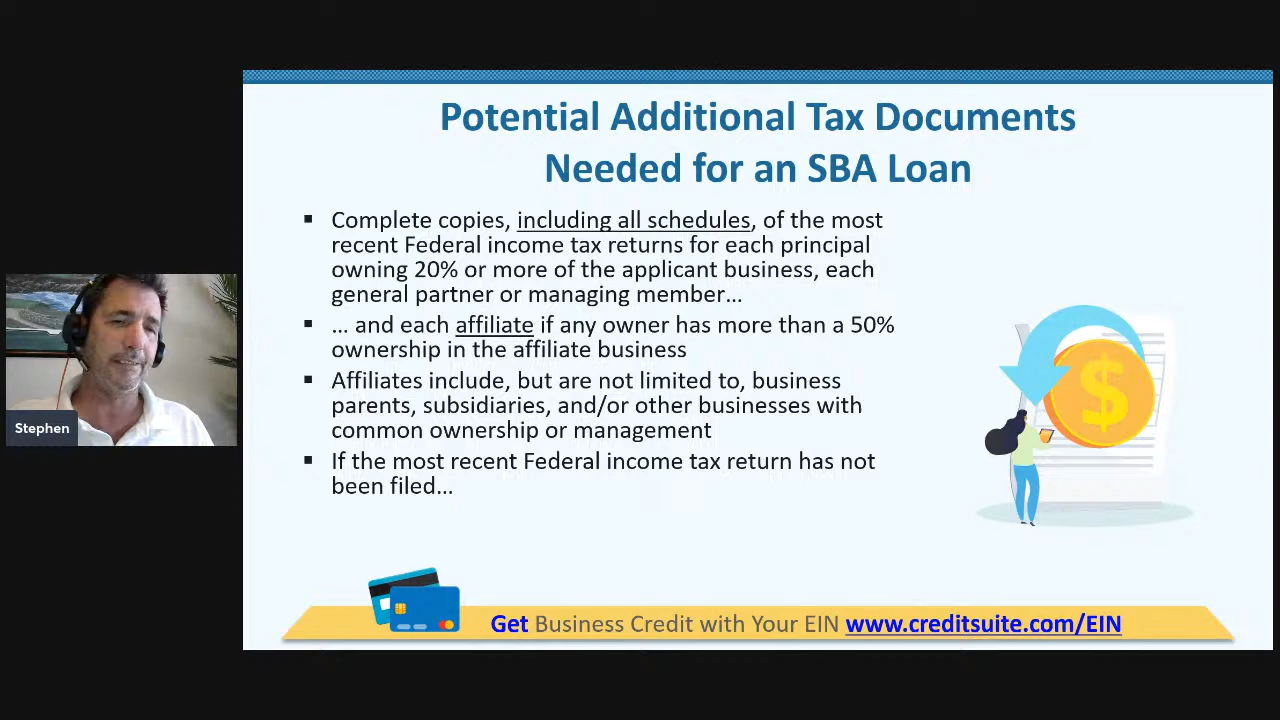 Potential Additional Tax Documents
Needed for an SBA Loan
▪ Complete copies, including all schedules, of the most
recent Federal income tax returns for each principal
owning 20% or more of the applicant business, each
general partner or managing member…
▪ … and each affiliate if any owner has more than a 50%
ownership in the affiliate business
▪ Affiliates include, but are not limited to, business
parents, subsidiaries, and/or other businesses with
common ownership or management
▪ If the most recent Federal income tax return has not
been filed…
Stephen
$
Get Business Credit with Your EIN www.creditsuite.com/EIN